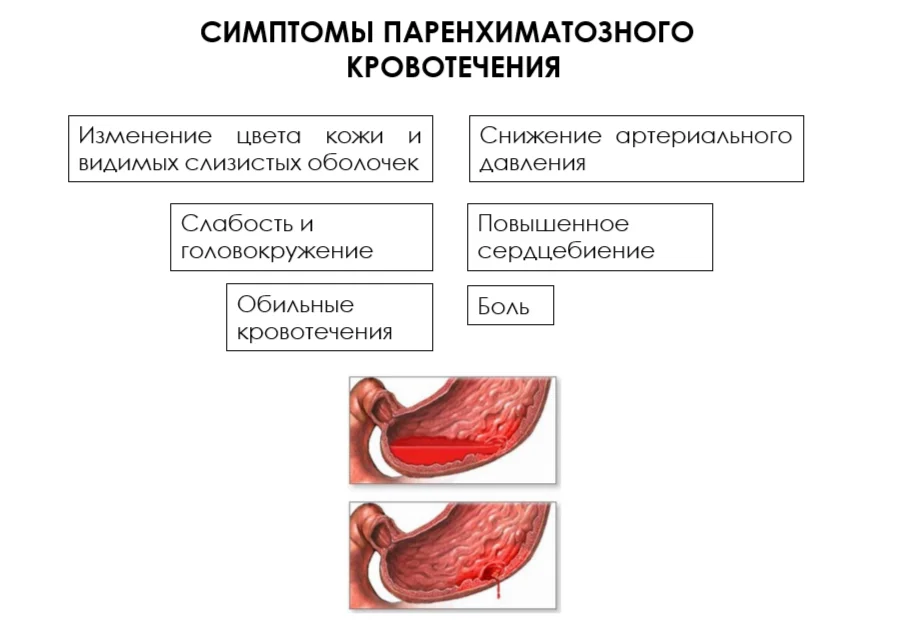 СИМПТОМЫ ПАРЕНХИМАТОЗНОГО
КРОВОТЕЧЕНИЯ
Изменение цвета кожи и
видимых слизистых оболочек
Снижение артериального
давления
Слабость и
головокружение
Повышенное
сердцебиение
Обильные
кровотечения
Боль